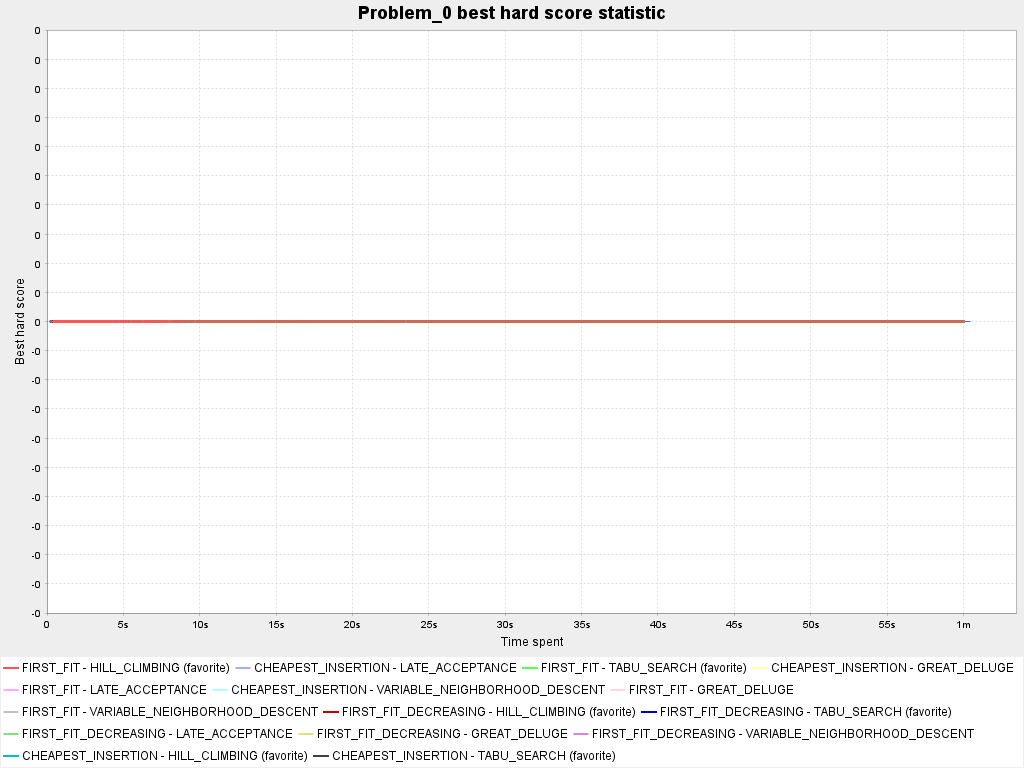 Problem_0 best hard score statistic
0
0
0
0
0
0
0
0
0
0
0
-0
-0
-0
-0
-0
-0
-0
-0
-0
-0
Best hard score
0 5s 10s 15s 20s 25s 30s 35s 40s 45s 50s 55s 1m
Time spent
FIRST_FIT - HILL_CLIMBING (favorite) CHEAPEST_INSERTION - LATE_ACCEPTANCE FIRST_FIT - TABU_SEARCH (favorite) CHEAPEST_INSERTION - GREAT_DELUGE
FIRST_FIT - LATE_ACCEPTANCE CHEAPEST_INSERTION - VARIABLE_NEIGHBORHOOD_DESCENT FIRST_FIT - GREAT_DELUGE
FIRST_FIT - VARIABLE_NEIGHBORHOOD_DESCENT FIRST_FIT_DECREASING - HILL_CLIMBING (favorite) FIRST_FIT_DECREASING - TABU_SEARCH (favorite)
FIRST_FIT_DECREASING - LATE_ACCEPTANCE FIRST_FIT_DECREASING - GREAT_DELUGE FIRST_FIT_DECREASING - VARIABLE_NEIGHBORHOOD_DESCENT
CHEAPEST_INSERTION - HILL_CLIMBING (favorite) CHEAPEST_INSERTION - TABU_SEARCH (favorite)